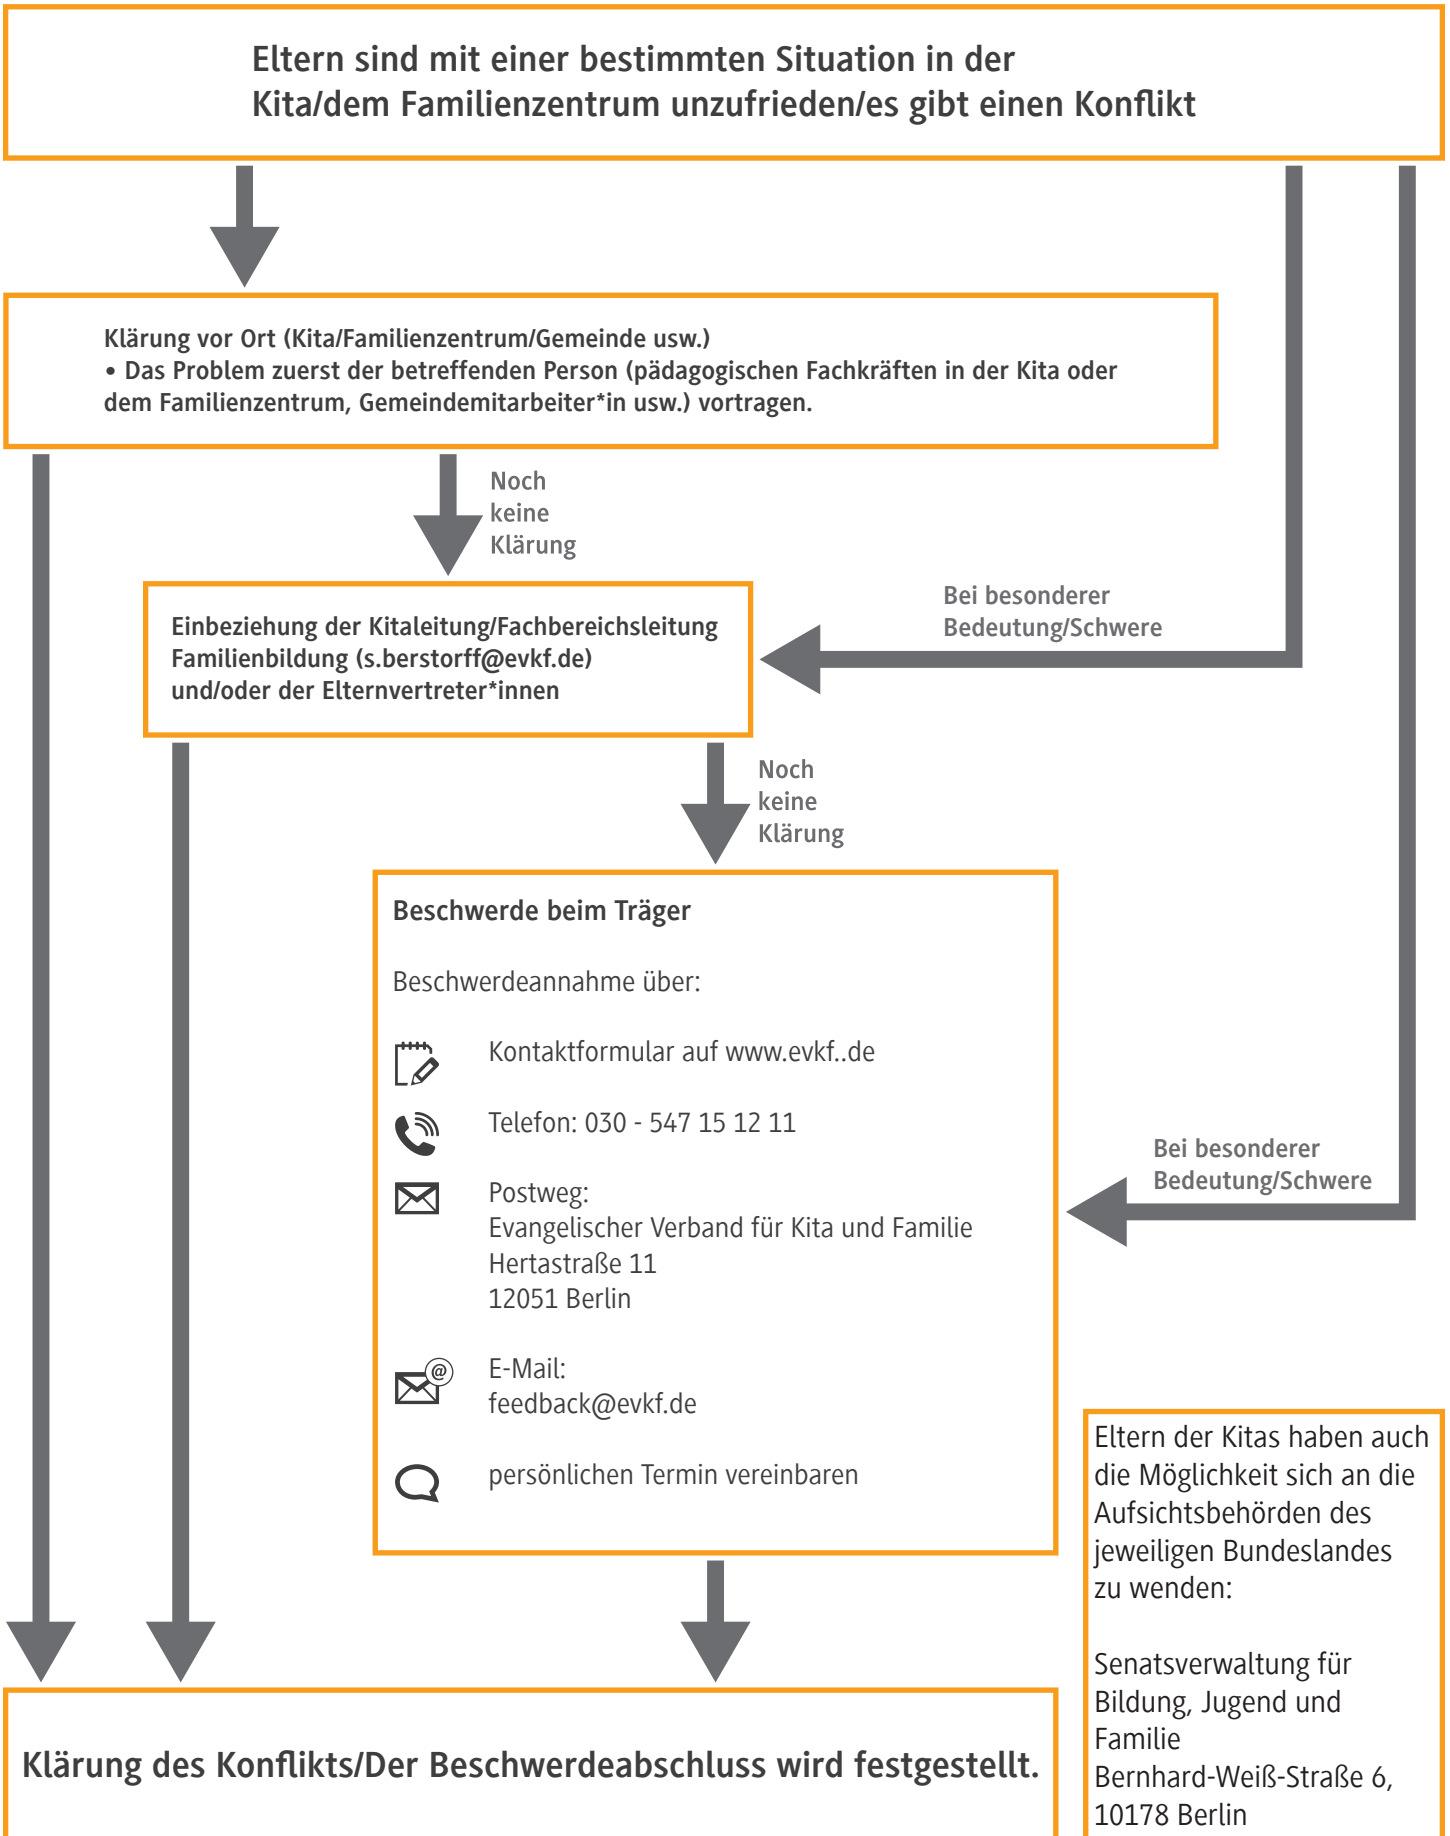 Eltern sind mit einer bestimmten Situation in der
Kita/dem Familienzentrum unzufrieden/es gibt einen Konflikt
Klärung vor Ort (Kita/Familienzentrum/Gemeinde usw.)
• Das Problem zuerst der betreffenden Person (pädagogischen Fachkräften in der Kita oder
dem Familienzentrum, Gemeindemitarbeiter*in usw.) vortragen.
Noch
keine
Klärung
Bei besonderer
Bedeutung/Schwere
Einbeziehung der Kitaleitung/Fachbereichsleitung
Familienbildung (s.berstorff@evkf.de)
und/oder der Elternvertreter*innen
Noch
keine
Klärung
Beschwerde beim Träger
Beschwerdeannahme über:
Kontaktformular auf www.evkf..de
Telefon: 030 - 547 15 12 11
Postweg:
Evangelischer Verband für Kita und Familie
Hertastraße 11
12051 Berlin
@
E-Mail:
feedback@evkf.de
persönlichen Termin vereinbaren
Bei besonderer
Bedeutung/Schwere
Eltern der Kitas haben auch
die Möglichkeit sich an die
Aufsichtsbehörden des
jeweiligen Bundeslandes
zu wenden:
Senatsverwaltung für
Bildung, Jugend und
Familie
Bernhard-Weiß-Straße 6,
10178 Berlin
Klärung des Konflikts/Der Beschwerdeabschluss wird festgestellt.